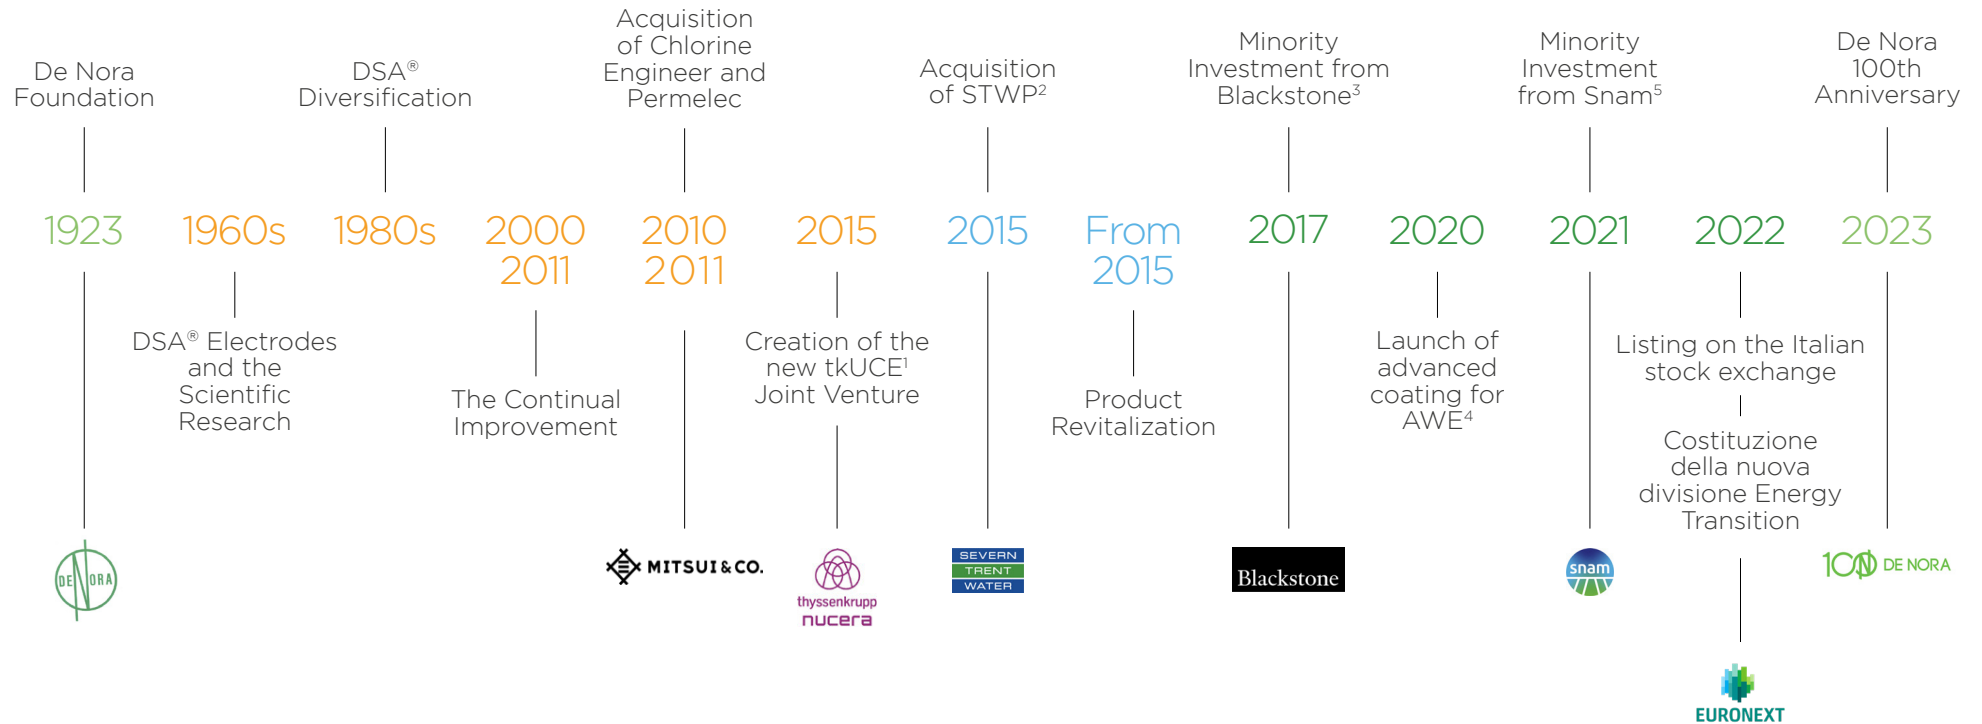 De Nora
Foundation
1923
DE NORA
1960s
DSA® Electrodes
and the
Scientific
Research
DSA®
Diversification
1980s
2000
2011
The Continual
Improvement
Acquisition
of Chlorine
Engineer and
Permelec
2010
2011
MITSUI & CO.
2015
Creation of the
new tkUCE¹
Joint Venture
thyssenkrupp
nucera
Acquisition
of STWP²
2015
SEVERN
TRENT
WATER
From
2015
Product
Revitalization
Minority
Investment from
Blackstone³
2017
Blackstone
2020
Launch of
advanced
coating for
AWE⁴
Minority
Investment
from Snam⁵
2021
snam
2022
Listing on the Italian
stock exchange
Costituzione
della nuova
divisione Energy
Transition
EURONEXT
De Nora
100th
Anniversary
2023
100 DE NORA